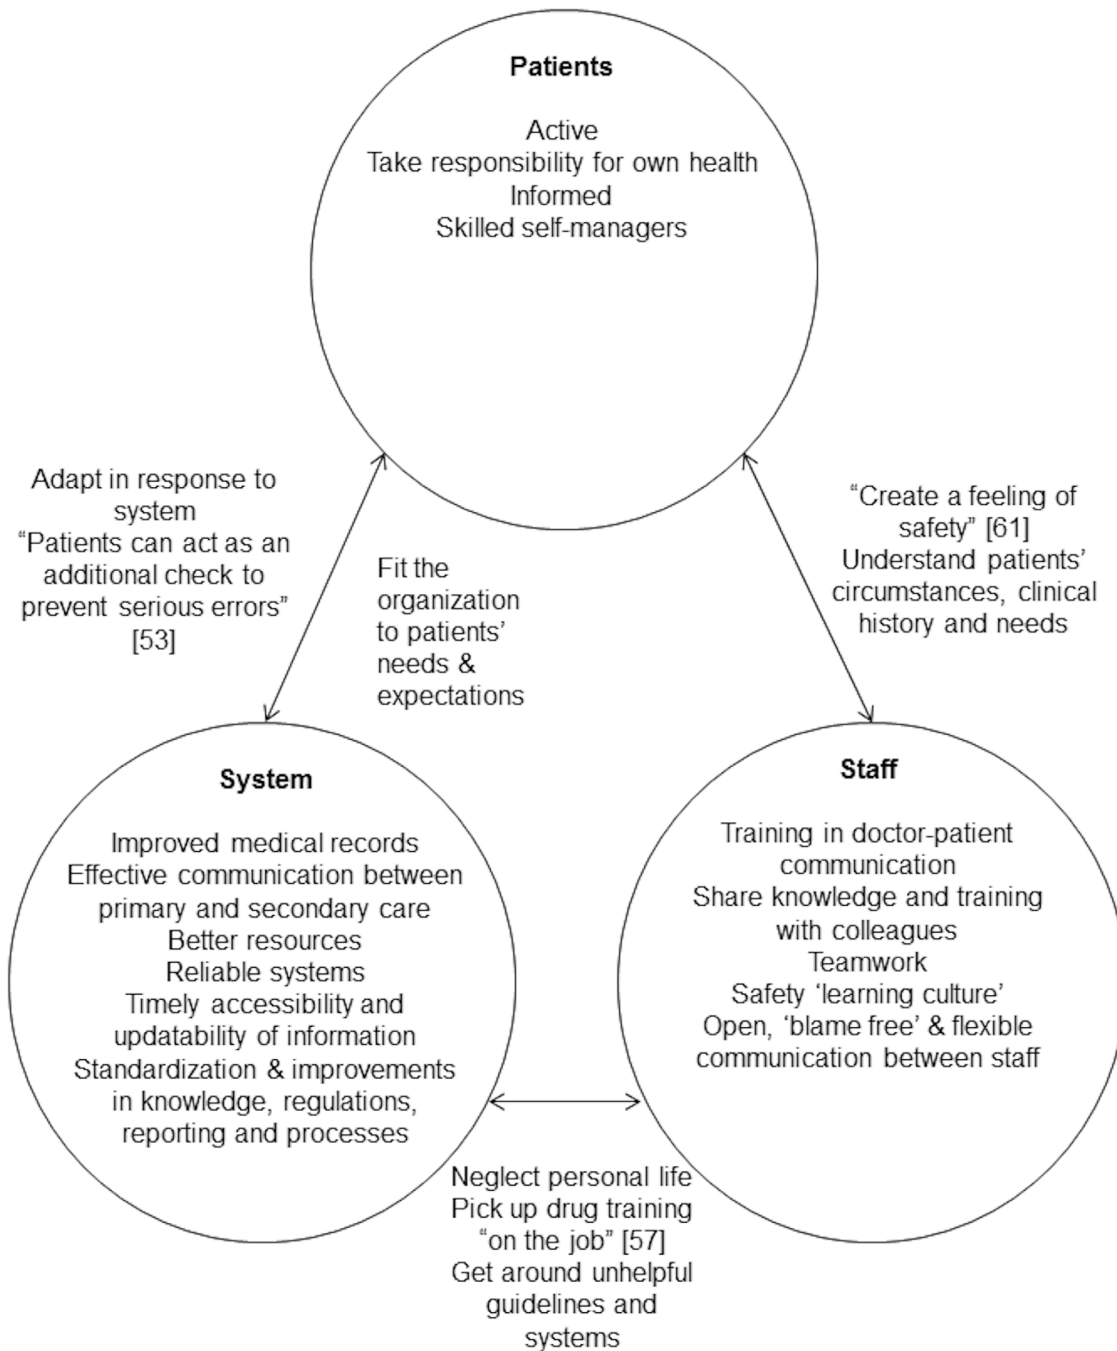 Patients
Active
Take responsibility for own health
Informed
Skilled self-managers
Adapt in response to
system
“Patients can act as an
additional check to
prevent serious errors”
[53]
Fit the
organization
to patients’
needs &
expectations
“Create a feeling of
safety” [61]
Understand patients’
circumstances, clinical
history and needs
System
Improved medical records
Effective communication between
primary and secondary care
Better resources
Reliable systems
Timely accessibility and
updatability of information
Standardization & improvements
in knowledge, regulations,
reporting and processes
Staff
Training in doctor-patient
communication
Share knowledge and training
with colleagues
Teamwork
Safety ‘learning culture’
Open, ‘blame free’ & flexible
communication between staff
Neglect personal life
Pick up drug training
“on the job” [57]
Get around unhelpful
guidelines and
systems